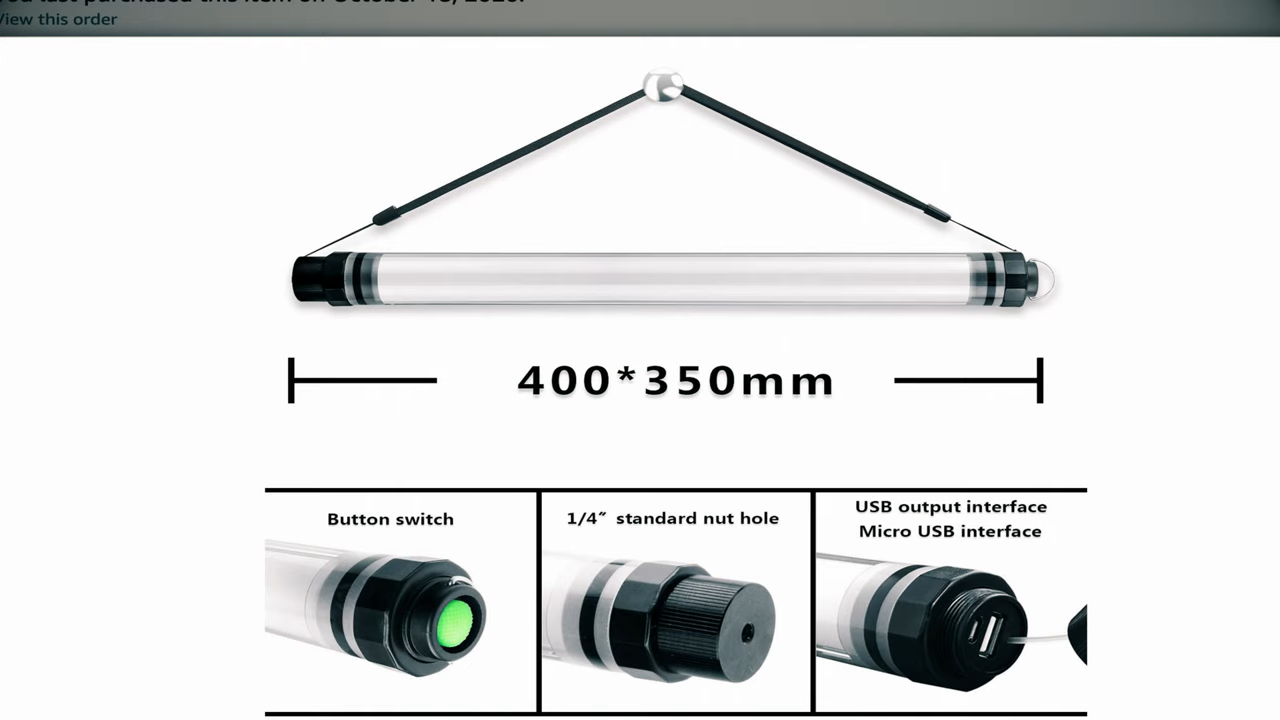 View this order
400*350mm
Button switch
1/4″ standard nut hole
USB output interface
Micro USB interface